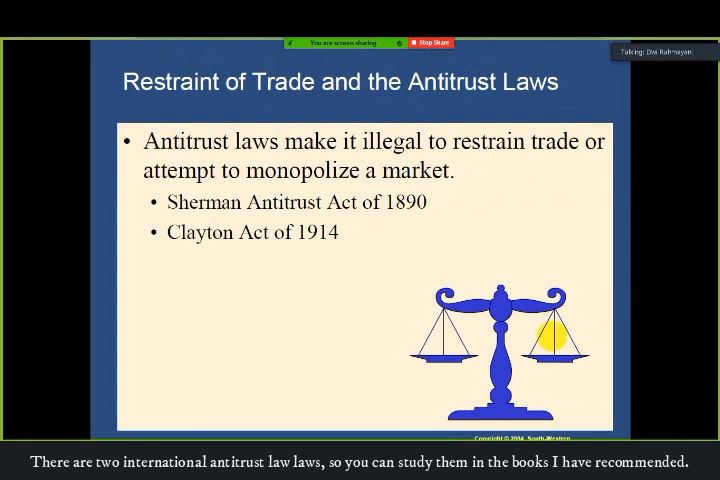 You are screen sharing
Stop Share
Talking: Dwi Rahmayani
Restraint of Trade and the Antitrust Laws
• Antitrust laws make it illegal to restrain trade or
attempt to monopolize a market.
• Sherman Antitrust Act of 1890
• Clayton Act of 1914
Copyright © 2004 South-Western
There are two international antitrust law laws, so you can study them in the books I have recommended.